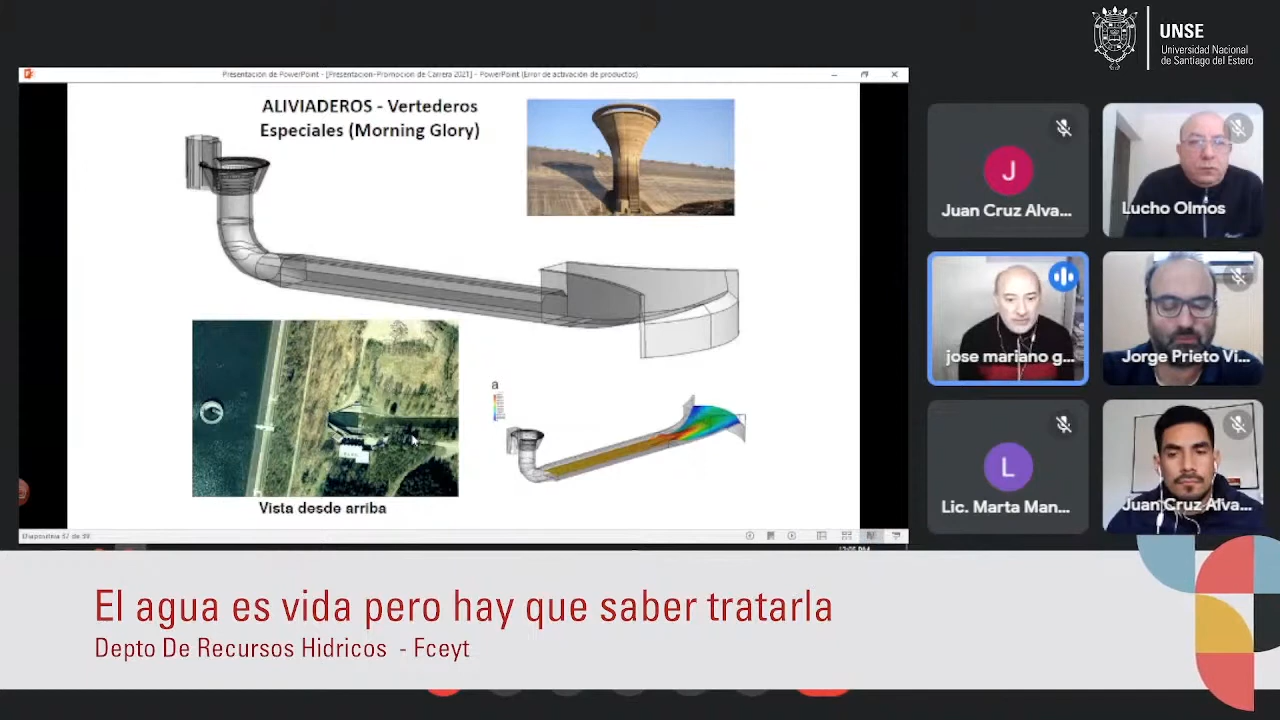 UNSE
Universidad Nacional
de Santiago del Estero
Presentación de PowerPoint - [Presentacion-Promocion de Carrera 2021] - PowerPoint (Error de activación de productos)
ALIVIADEROS - Vertederos
Especiales (Morning Glory)
a
Vista desde arriba
J
Juan Cruz Alva...
Lucho Olmos
jose mariano g...
Jorge Prieto Vi...
L
Lic. Marta Man...
Juan Cruz Alva...
El agua es vida pero hay que saber tratarla
Depto De Recursos Hidricos - Fceyt